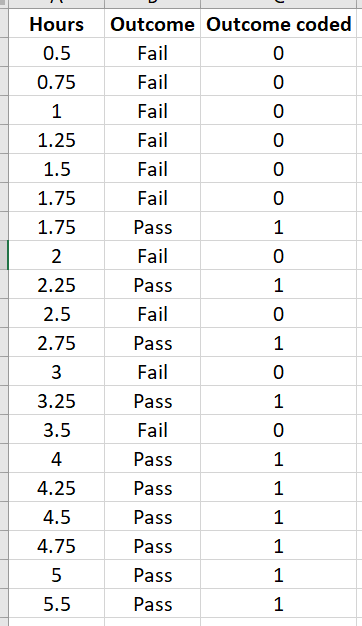 Hours Outcome Outcome coded
0.5 Fail 0
0.75 Fail 0
1 Fail 0
1.25 Fail 0
1.5 Fail 0
1.75 Fail 0
1.75 Pass 1
2 Fail 0
2.25 Pass 1
2.5 Fail 0
2.75 Pass 1
3 Fail 0
3.25 Pass 1
3.5 Fail 0
4 Pass 1
4.25 Pass 1
4.5 Pass 1
4.75 Pass 1
5 Pass 1
5.5 Pass 1